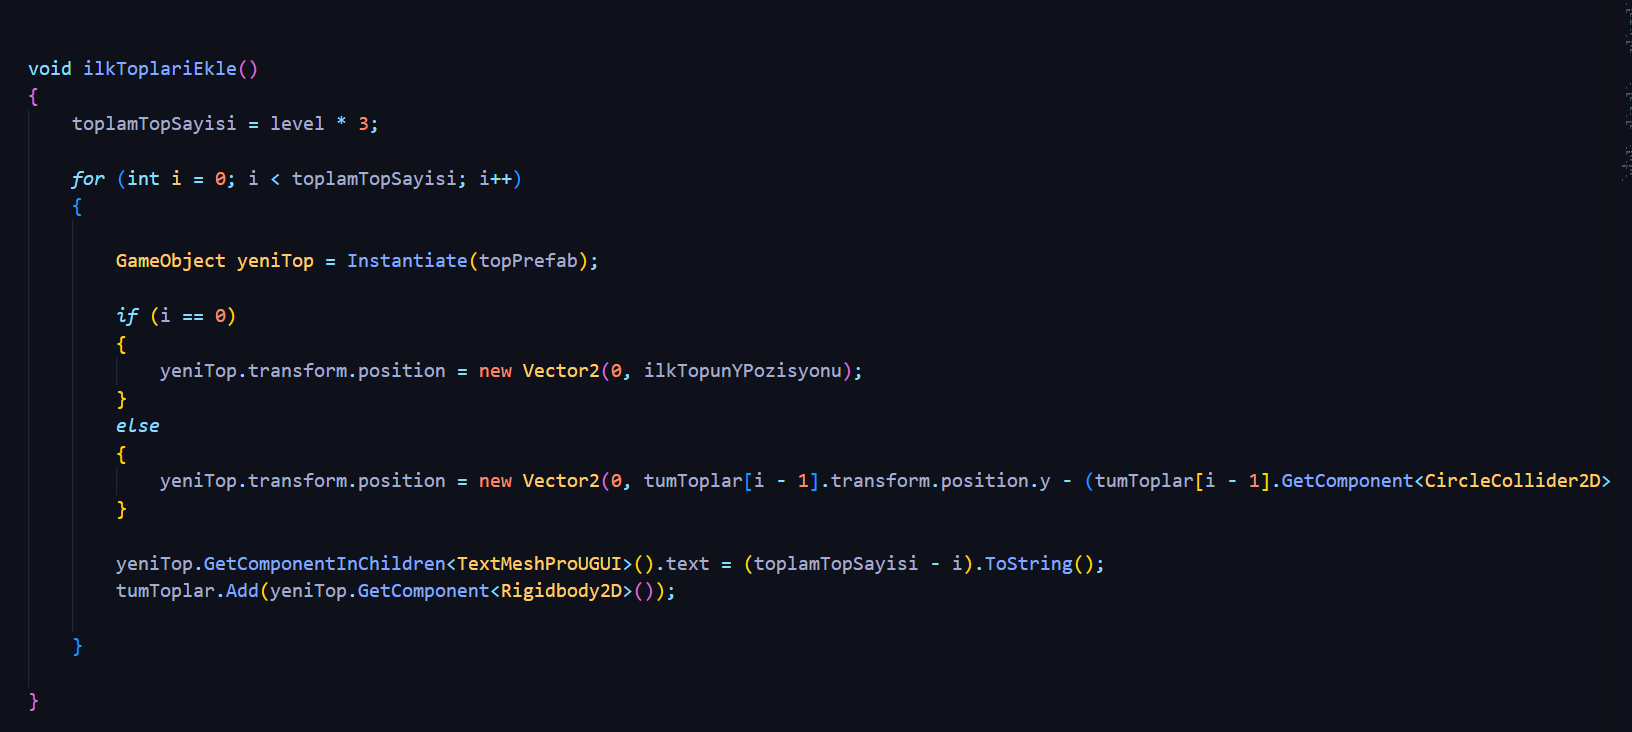 void ilkToplariEkle()
{
toplamTopSayisi = level * 3;
for (int i = 0; i < toplamTopSayisi; i++)
{
GameObject yeniTop = Instantiate(topPrefab);
if (i == 0)
{
yeniTop.transform.position = new Vector2(0, ilkTopunYPozisyonu);
}
else
{
yeniTop.transform.position = new Vector2(0, tumToplar[i - 1].transform.position.y - (tumToplar[i - 1].GetComponent<CircleCollider2D>
}
yeniTop.GetComponentInChildren<TextMeshProUGUI>().text = (toplamTopSayisi - i).ToString();
tumToplar.Add(yeniTop.GetComponent<Rigidbody2D>());
}
}